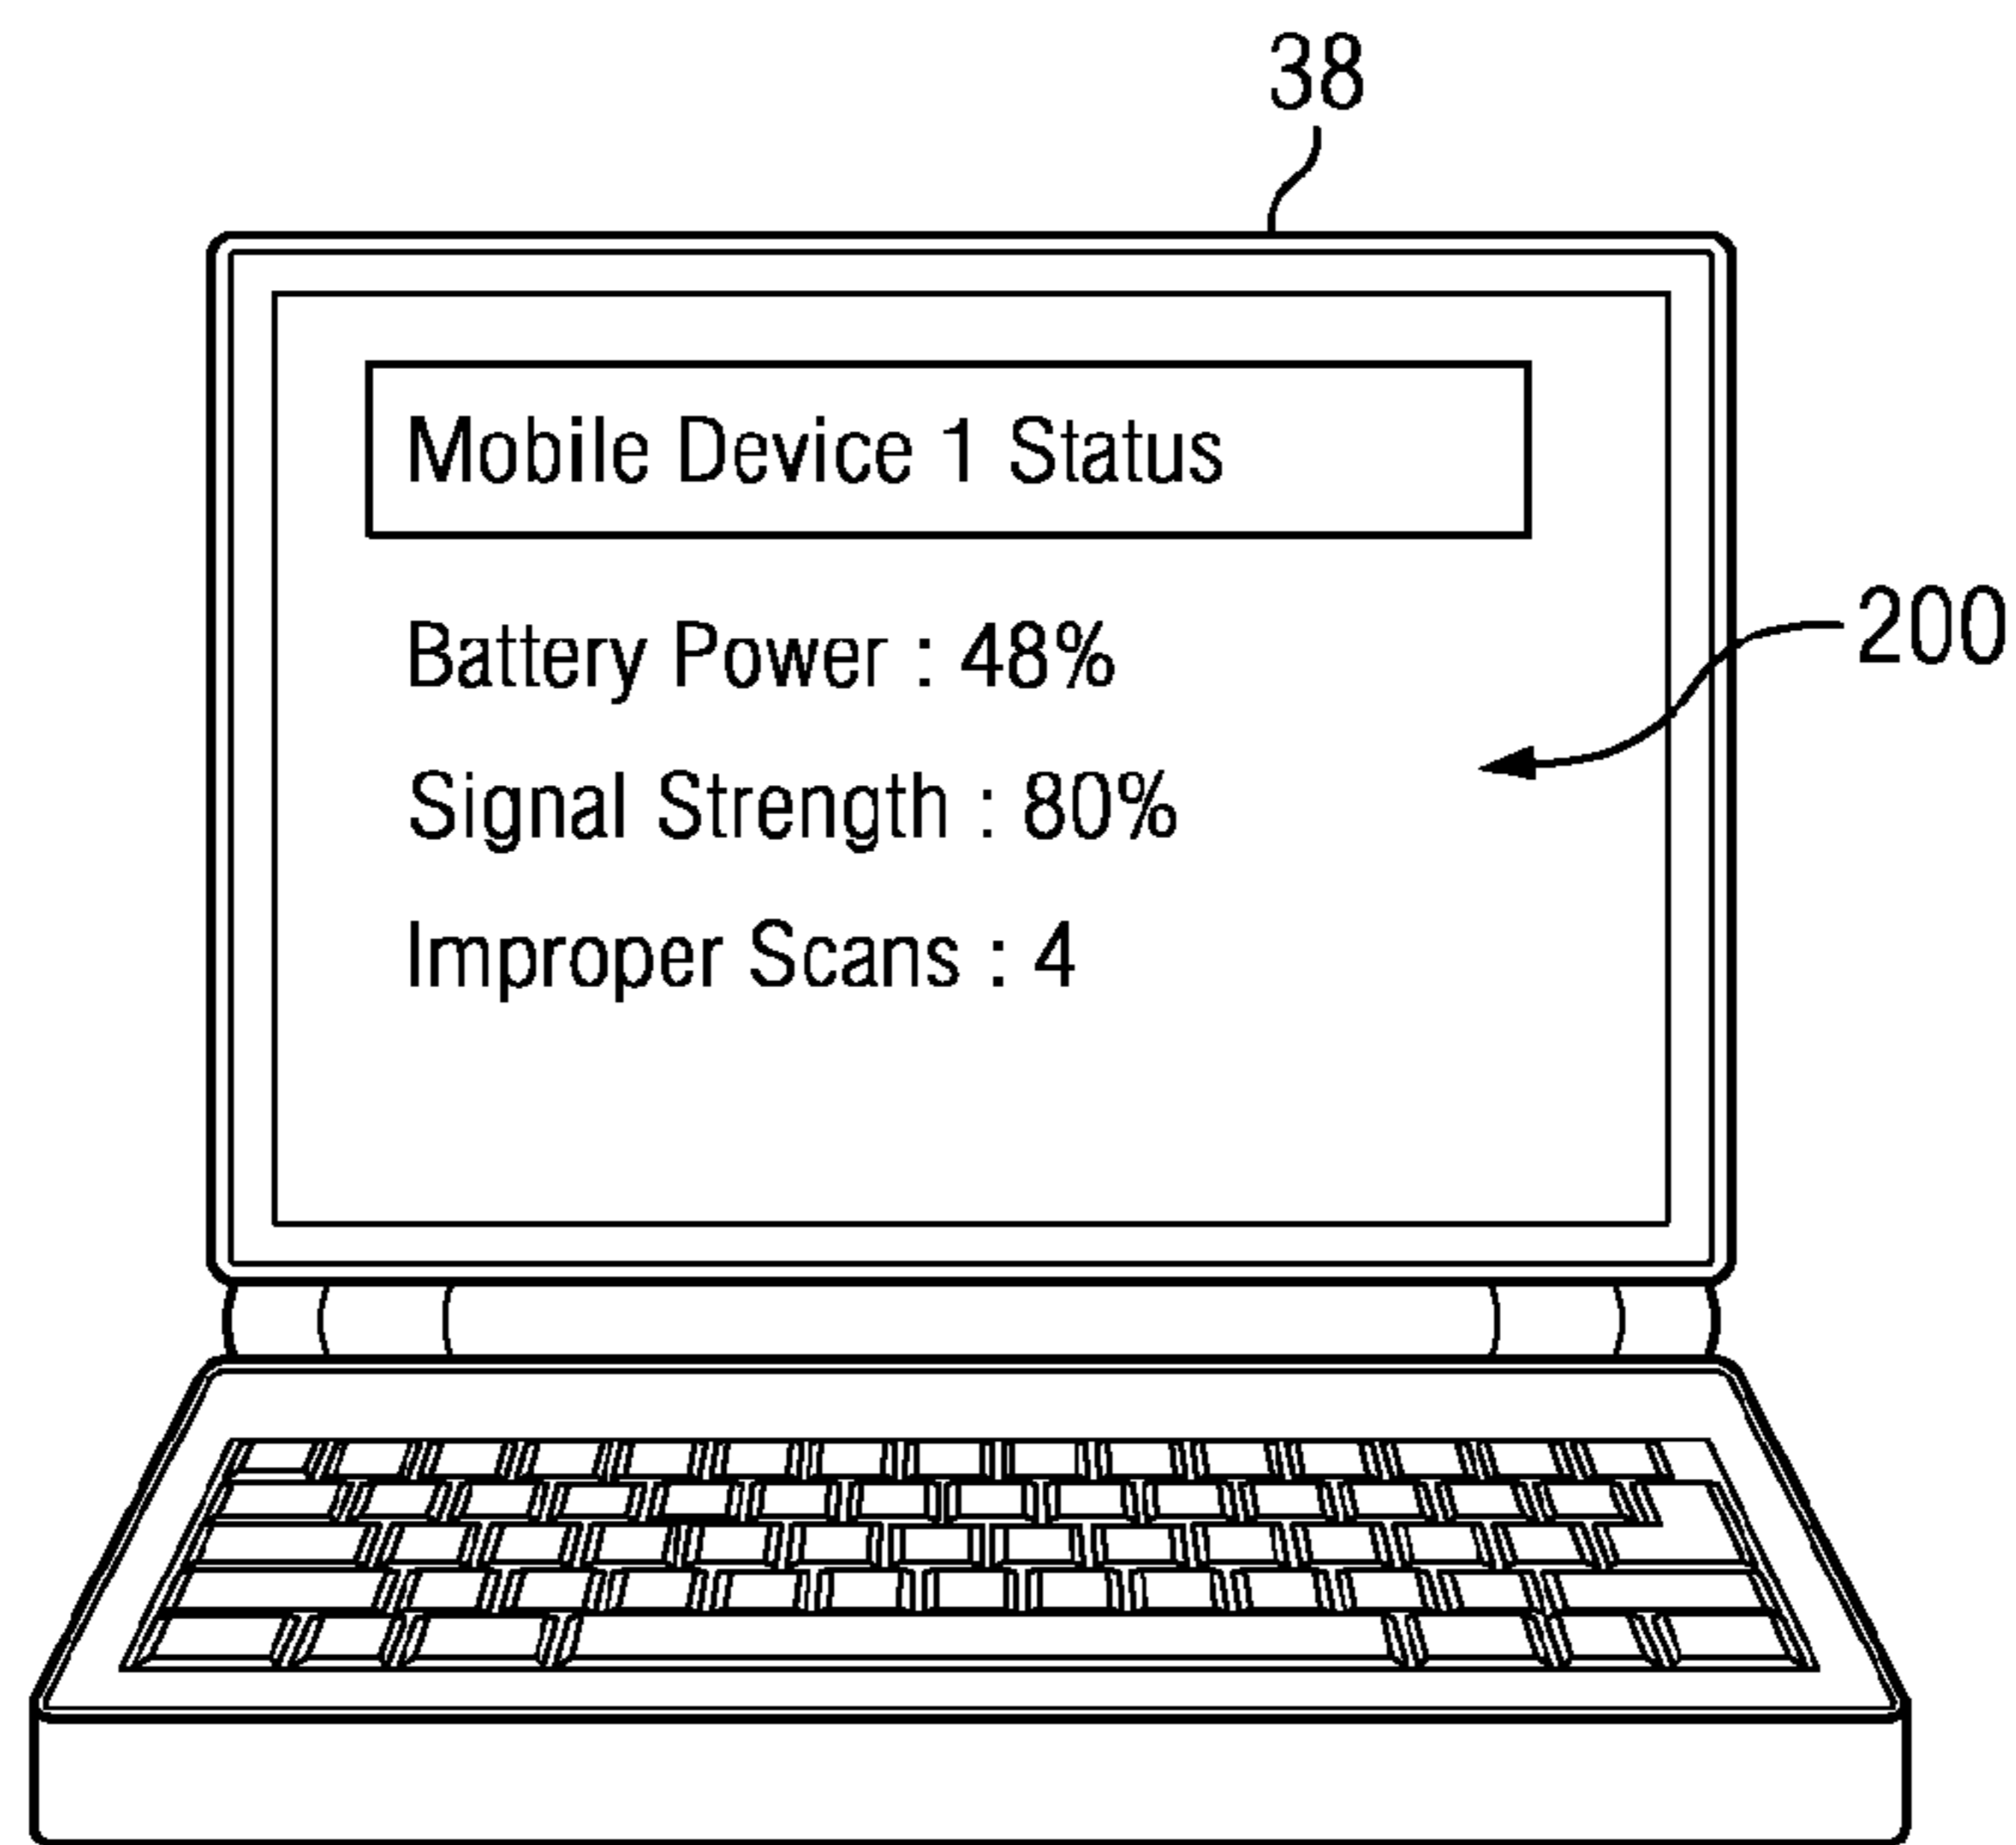 38
Mobile Device 1 Status
Battery Power : 48%
200
Signal Strength : 80%
Improper Scans : 4